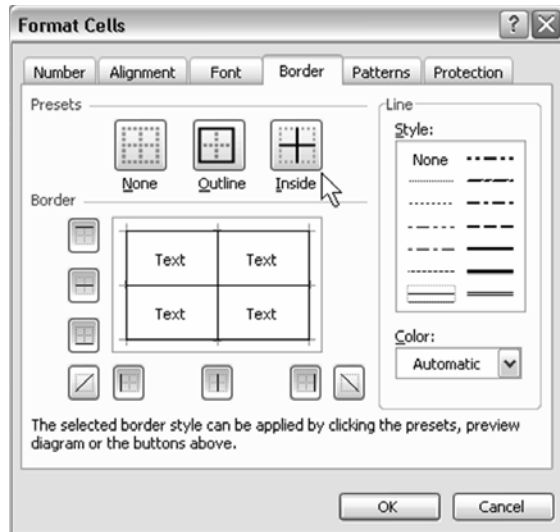 Format Cells
Number Alignment Font Border Patterns Protection
Presets
None Outline Inside
Border
Text Text
Text Text
Line
Style:
None
Color:
Automatic
The selected border style can be applied by clicking the presets, preview
diagram or the buttons above.
OK Cancel